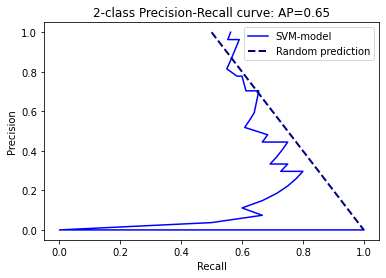 2-class Precision-Recall curve: AP=0.65
SVM-model
Random prediction
Precision
1.0
0.8
0.6
0.4
0.2
0.0
0.0 0.2 0.4 0.6 0.8 1.0
Recall